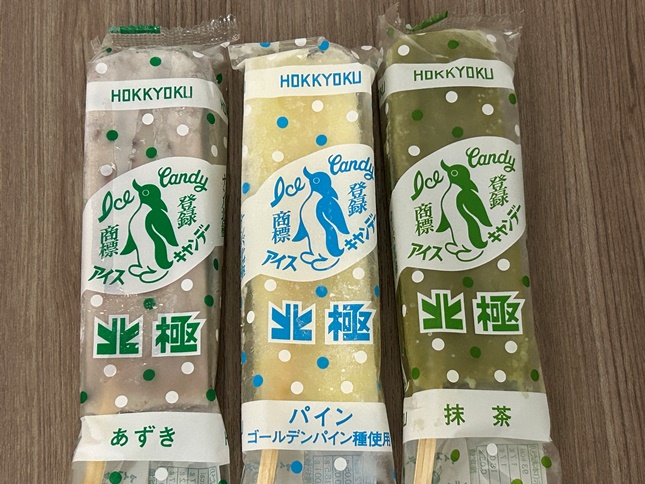 HOKKYOKU
Ice Candy
登録
商標
アイスキャンデー
北極
あずき
HOKKYOKU
Ice Candy
登録
商標
アイスキャンデー
北極
パイン
ゴールデンパイン種使用
HOKKYOKU
Ice Candy
登録
商標
アイスキャンデー
北極
抹茶